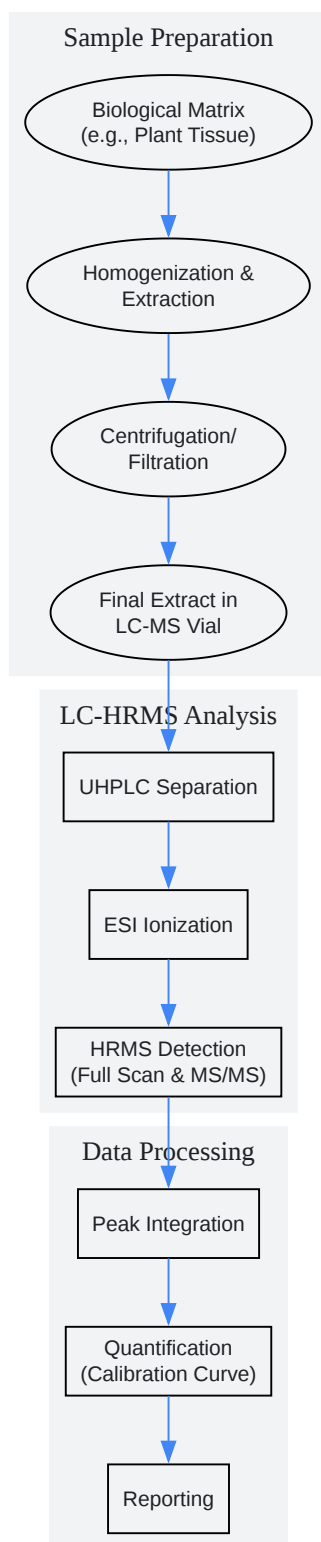 Sample Preparation
Biological Matrix
(e.g., Plant Tissue)
Homogenization &
Extraction
Centrifugation/
Filtration
Final Extract in
LC-MS Vial
LC-HRMS Analysis
UHPLC Separation
ESI Ionization
HRMS Detection
(Full Scan & MS/MS)
Data Processing
Peak Integration
Quantification
(Calibration Curve)
Reporting